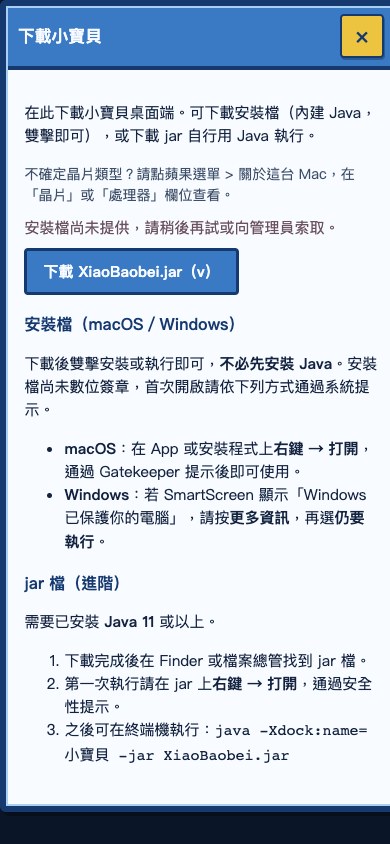 下載小寶貝
×
在此下載小寶貝桌面端。可下載安裝檔（內建 Java，
雙擊即可），或下載 jar 自行用 Java 執行。
不確定晶片類型？請點蘋果選單 > 關於這台 Mac，在
「晶片」或「處理器」欄位查看。
安裝檔尚未提供，請稍後再試或向管理員索取。
下載 XiaoBaobei.jar（v）
安裝檔（macOS / Windows）
下載後雙擊安裝或執行即可，不必先安裝 Java。安裝
檔尚未數位簽章，首次開啟請依下列方式通過系統提
示。
• macOS：在 App 或安裝程式上右鍵 → 打開，
通過 Gatekeeper 提示後即可使用。
• Windows：若 SmartScreen 顯示「Windows
已保護你的電腦」，請按更多資訊，再選仍要
執行。
jar 檔（進階）
需要已安裝 Java 11 或以上。
1. 下載完成後在 Finder 或檔案總管找到 jar 檔。
2. 第一次執行請在 jar 上右鍵 → 打開，通過安全
性提示。
3. 之後可在終端機執行：java -Xdock:name=
小寶貝 -jar XiaoBaobei.jar